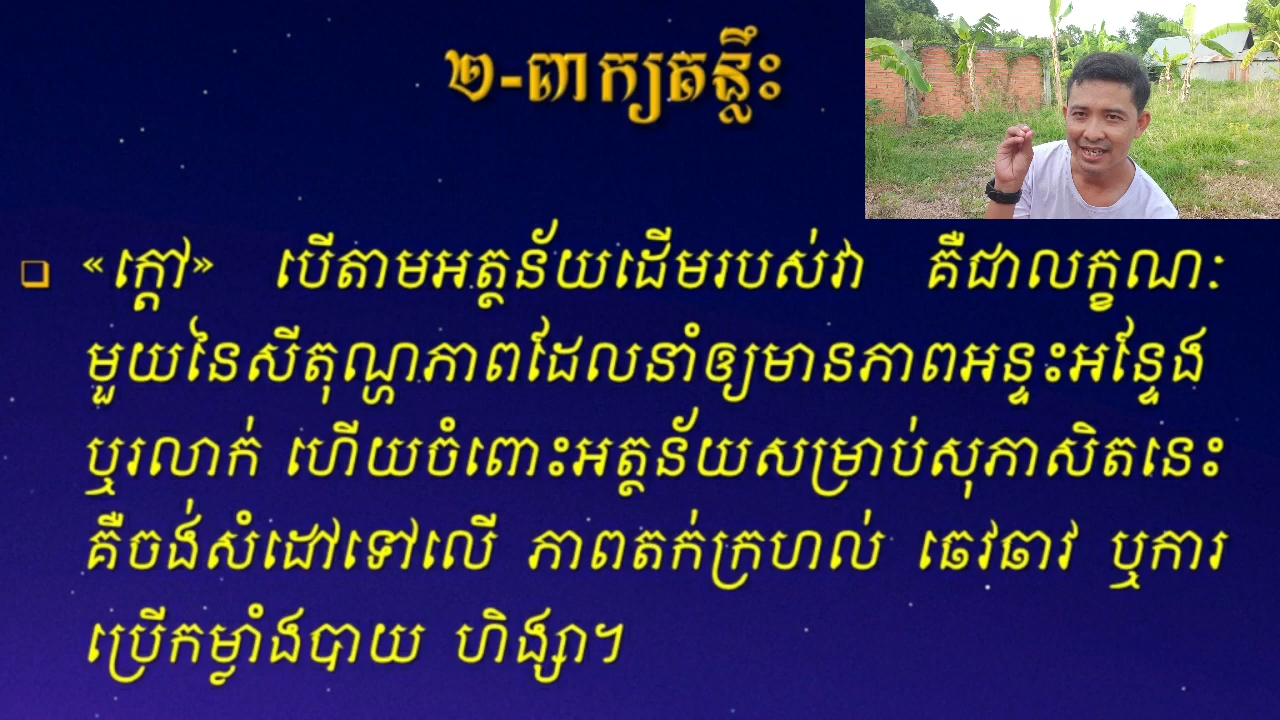 ២-ពាក្យគន្លឹះ
«ក្ដៅ» បើតាមអត្ថន័យដើមរបស់វា គឺជាលក្ខណៈ
មួយនៃសីតុណ្ហភាពដែលនាំឲ្យមានភាពអន្ទះអន្ទែង
ឬរលាក់ ហើយចំពោះអត្ថន័យសម្រាប់សុភាសិតនេះ
គឺចង់សំដៅទៅលើ ភាពតក់ក្រហល់ ឆេវឆាវ ឬការ
ប្រើកម្លាំងបាយ ហិង្សា។